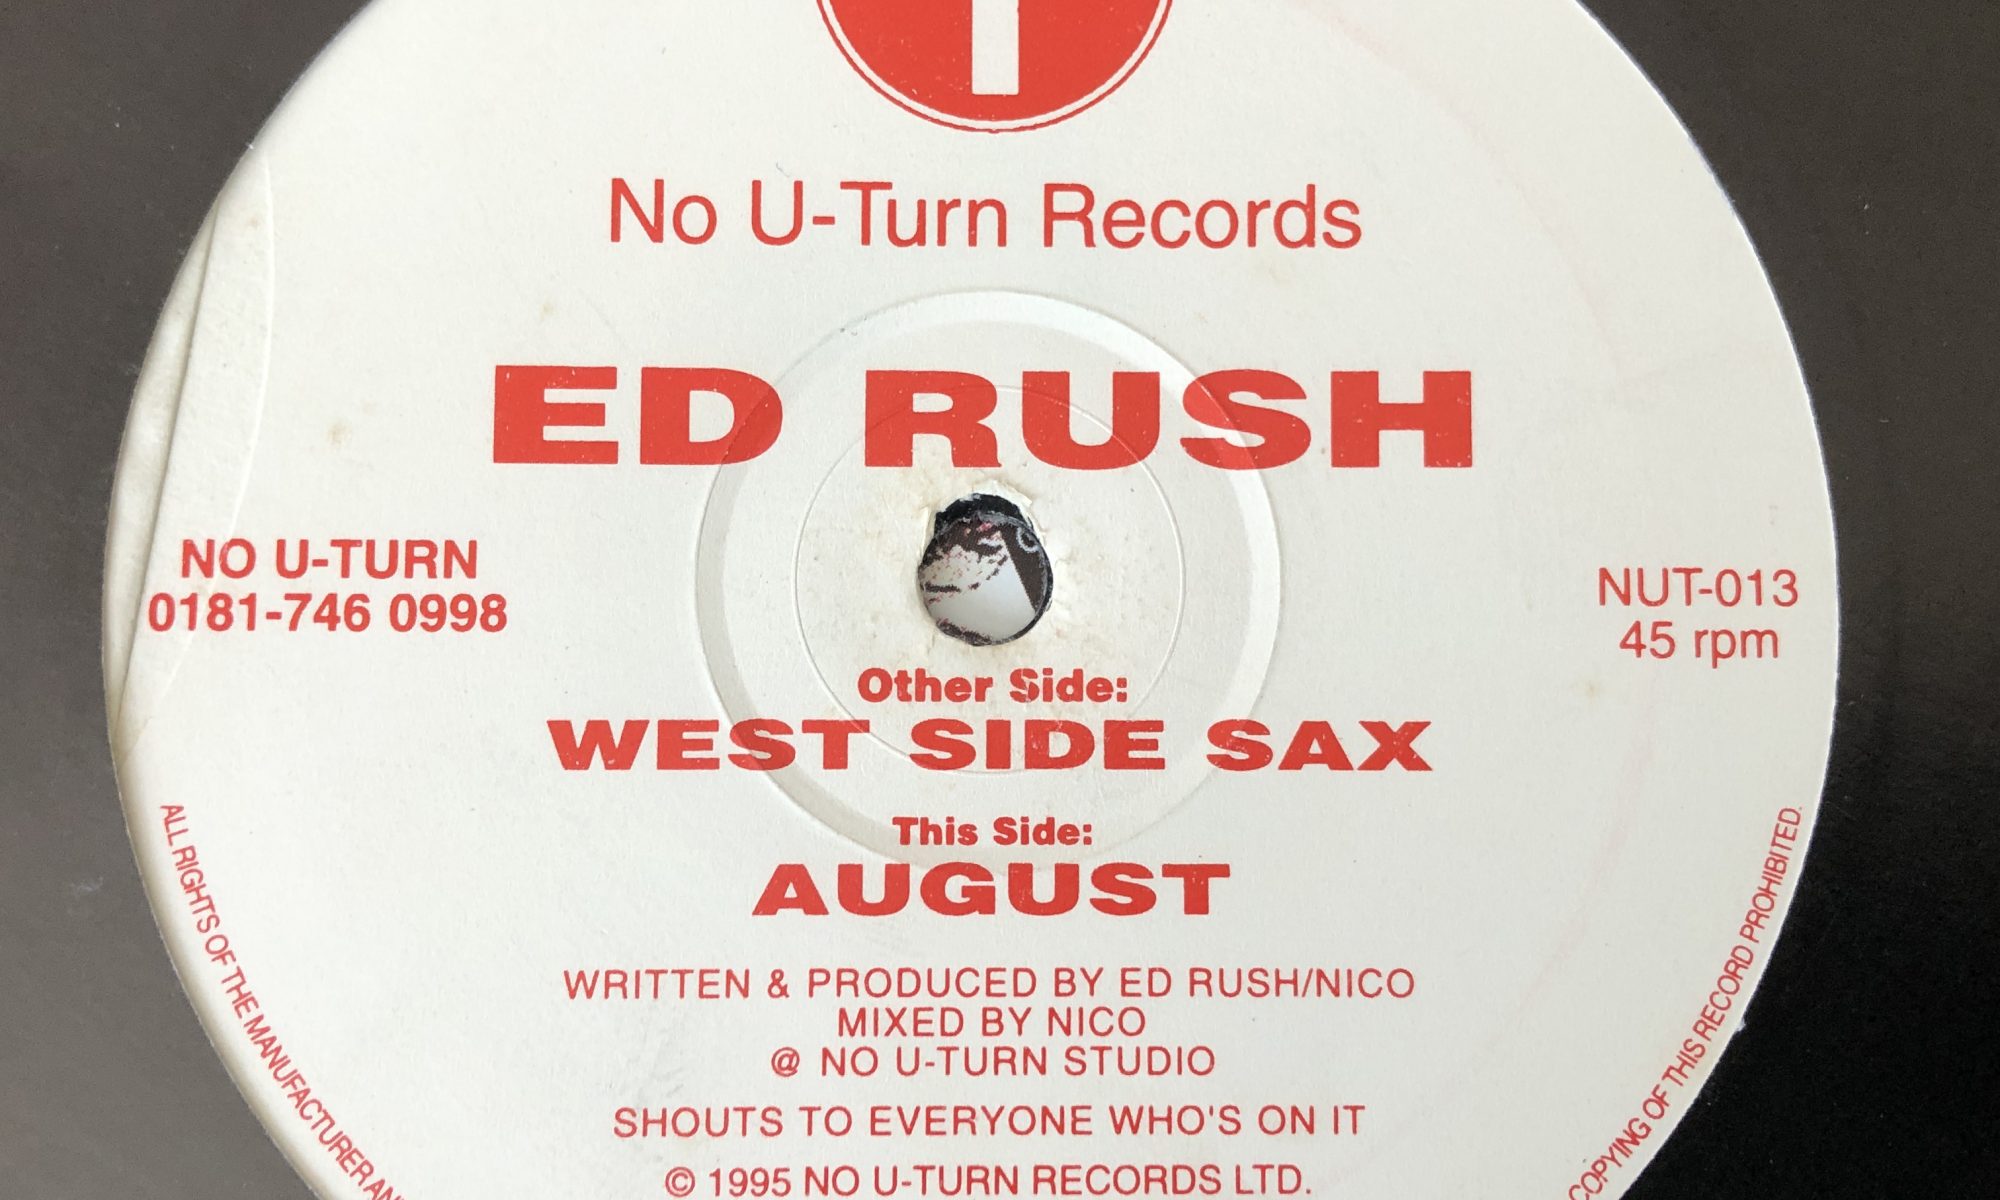 No U-Turn Records
ED RUSH
NO U-TURN
0181-746 0998
NUT-013
45 rpm
Other Side:
WEST SIDE SAX
This Side:
AUGUST
WRITTEN & PRODUCED BY ED RUSH/NICO
MIXED BY NICO
@ NO U-TURN STUDIO
SHOUTS TO EVERYONE WHO'S ON IT
© 1995 NO U-TURN RECORDS LTD.
ALL RIGHTS OF THE MANUFACTURER AN
COPYING OF THIS RECORD PROHIBITED.